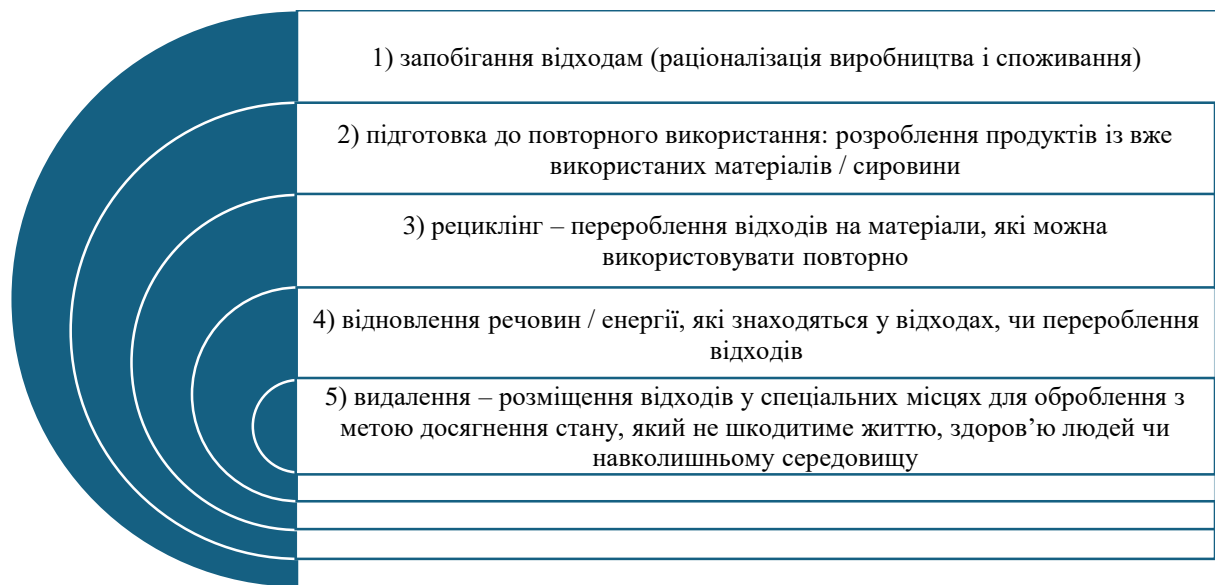 1) запобігання відходам (раціоналізація виробництва і споживання)
2) підготовка до повторного використання: розроблення продуктів із вже
використаних матеріалів / сировини
3) рециклінг – перероблення відходів на матеріали, які можна
використовувати повторно
4) відновлення речовин / енергії, які знаходяться у відходах, чи перероблення
відходів
5) видалення – розміщення відходів у спеціальних місцях для оброблення з
метою досягнення стану, який не шкодитиме життю, здоров’ю людей чи
навколишньому середовищу